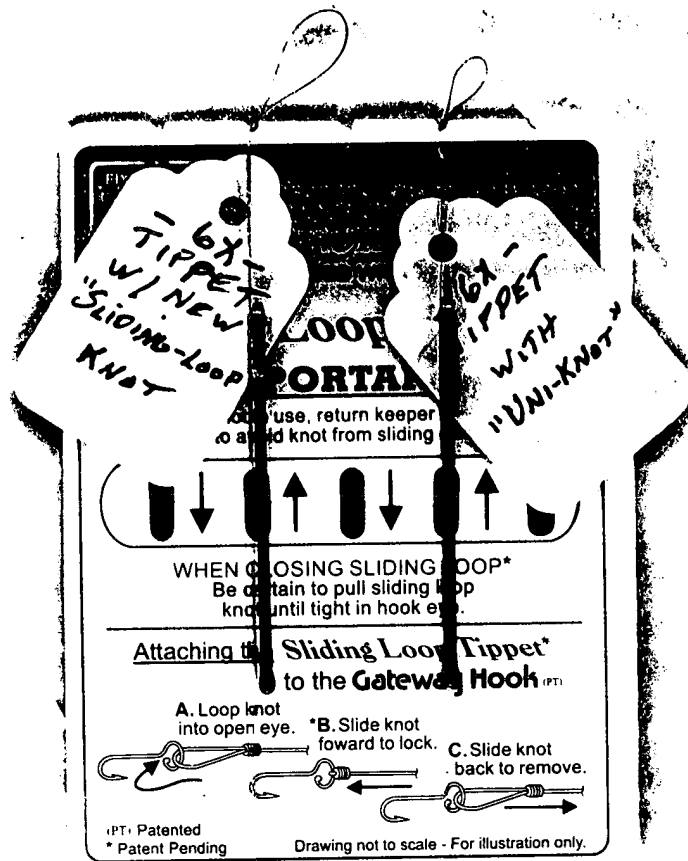 - 6X -
TIPPET
W/ NEW
"SLIDING-LOOP
KNOT
6X -
IPPET
WITH
"UNI-KNOT"
Loop
PORTA
use, return keeper
knot from sliding
WHEN CLOSING SLIDING LOOP*
Be certain to pull sliding loop
knot until tight in hook eye.
Attaching the Sliding Loop Tippet*
to the Gateway Hook (PT)
A. Loop knot
into open eye.
*B. Slide knot
foward to lock.
C. Slide knot
back to remove.
(PT) Patented
* Patent Pending
Drawing not to scale - For illustration only.